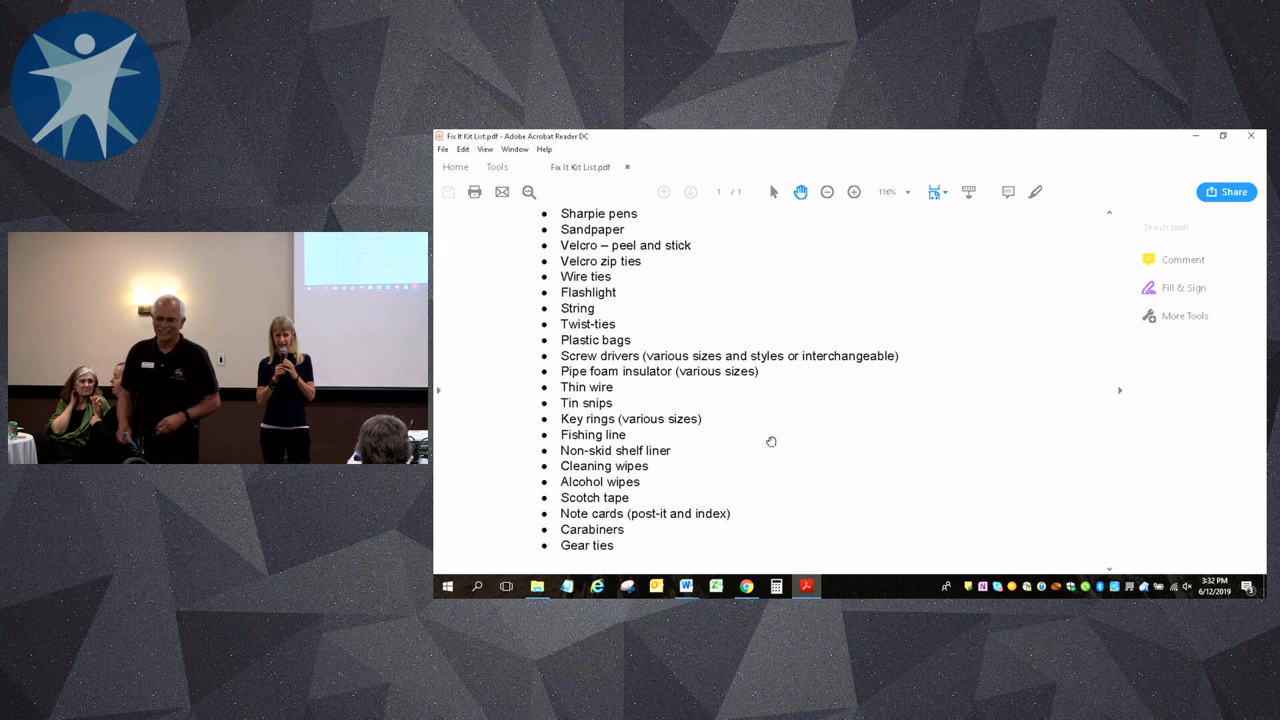 Fix It Kit List.pdf - Adobe Acrobat Reader DC
File Edit View Window Help
Home Tools Fix It Kit List.pdf
1 / 1
116%
Share
Sharpie pens
Sandpaper
Velcro – peel and stick
Velcro zip ties
Wire ties
Flashlight
String
Twist-ties
Plastic bags
Screw drivers (various sizes and styles or interchangeable)
Pipe foam insulator (various sizes)
Thin wire
Tin snips
Key rings (various sizes)
Fishing line
Non-skid shelf liner
Cleaning wipes
Alcohol wipes
Scotch tape
Note cards (post-it and index)
Carabiners
Gear ties
Search tools
Comment
Fill & Sign
More Tools
3:32 PM
6/12/2019